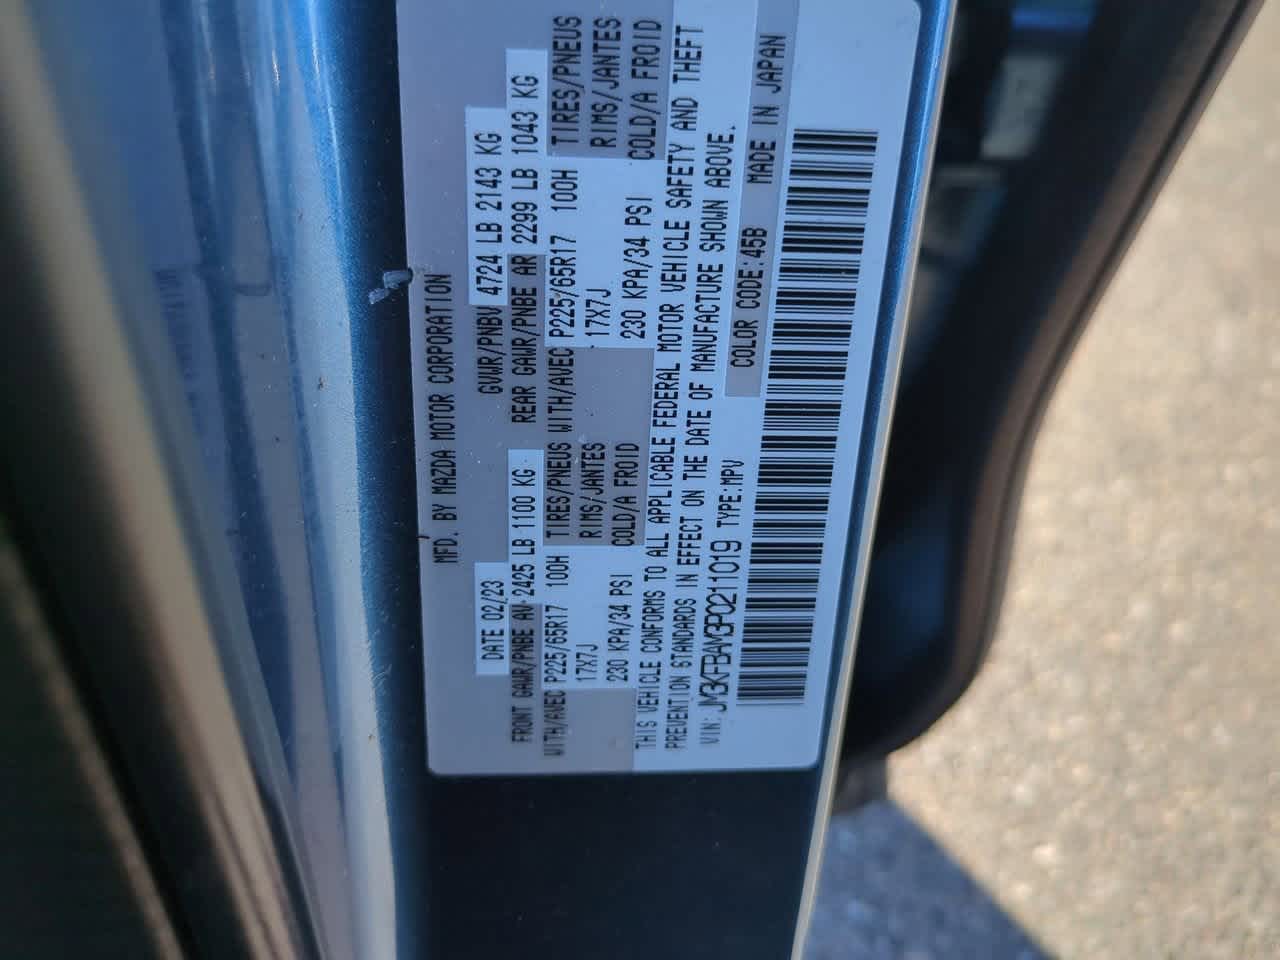 MFD. BY MAZDA MOTOR CORPORATION
DATE 02/23 GVWR/PNBV 4724 LB 2143 KG
FRONT GAWR/PNBE AV 2425 LB 1100 KG REAR GAWR/PNBE AR 2299 LB 1043 KG
WITH/AVEC P225/65R17 100H TIRES/PNEUS WITH/AVEC P225/65R17 100H TIRES/PNEUS
17X7J RIMS/JANTES 17X7J RIMS/JANTES
230 KPA/34 PSI COLD/A FROID 230 KPA/34 PSI COLD/A FROID
THIS VEHICLE CONFORMS TO ALL APPLICABLE FEDERAL MOTOR VEHICLE SAFETY AND THEFT
PREVENTION STANDARDS IN EFFECT ON THE DATE OF MANUFACTURE SHOWN ABOVE.
VIN: JM3KFBAM3P0211019 TYPE:MPV COLOR CODE:45B MADE IN JAPAN